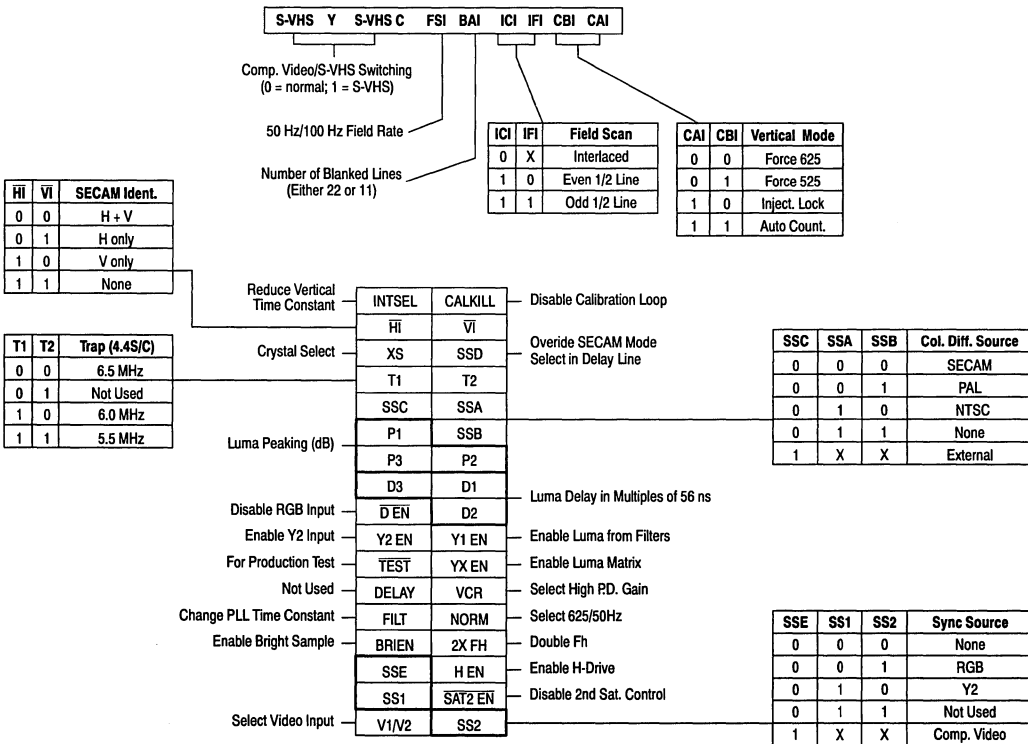 S-VHS Y S-VHS C FSI BAI ICI IFI CBI CAI
Comp. Video/S-VHS Switching
(0 = normal; 1 = S-VHS)
50 Hz/100 Hz Field Rate
Number of Blanked Lines
(Either 22 or 11)
ICI IFI Field Scan
0 X Interlaced
1 0 Even 1/2 Line
1 1 Odd 1/2 Line
CAI CBI Vertical Mode
0 0 Force 625
0 1 Force 525
1 0 Inject. Lock
1 1 Auto Count.
HI VI SECAM Ident.
0 0 H + V
0 1 H only
1 0 V only
1 1 None
T1 T2 Trap (4.4S/C)
0 0 6.5 MHz
0 1 Not Used
1 0 6.0 MHz
1 1 5.5 MHz
Reduce Vertical
Time Constant
INTSEL CALKILL
Disable Calibration Loop
HI VI
Crystal Select
XS SSD
Overide SECAM Mode
Select in Delay Line
T1 T2
SSC SSA
P1 SSB
Luma Peaking (dB)
P3 P2
D3 D1
Luma Delay in Multiples of 56 ns
Disable RGB Input
D EN D2
Enable Y2 Input
Y2 EN Y1 EN
Enable Luma from Filters
For Production Test
TEST YX EN
Enable Luma Matrix
Not Used
DELAY VCR
Select High P.D. Gain
Change PLL Time Constant
FILT NORM
Select 625/50Hz
Enable Bright Sample
BRIEN 2X FH
Double Fh
SSE H EN
Enable H-Drive
SS1 SAT2 EN
Disable 2nd Sat. Control
Select Video Input
V1/V2 SS2
SSC SSA SSB Col. Diff. Source
0 0 0 SECAM
0 0 1 PAL
0 1 0 NTSC
0 1 1 None
1 X X External
SSE SS1 SS2 Sync Source
0 0 0 None
0 0 1 RGB
0 1 0 Y2
0 1 1 Not Used
1 X X Comp. Video